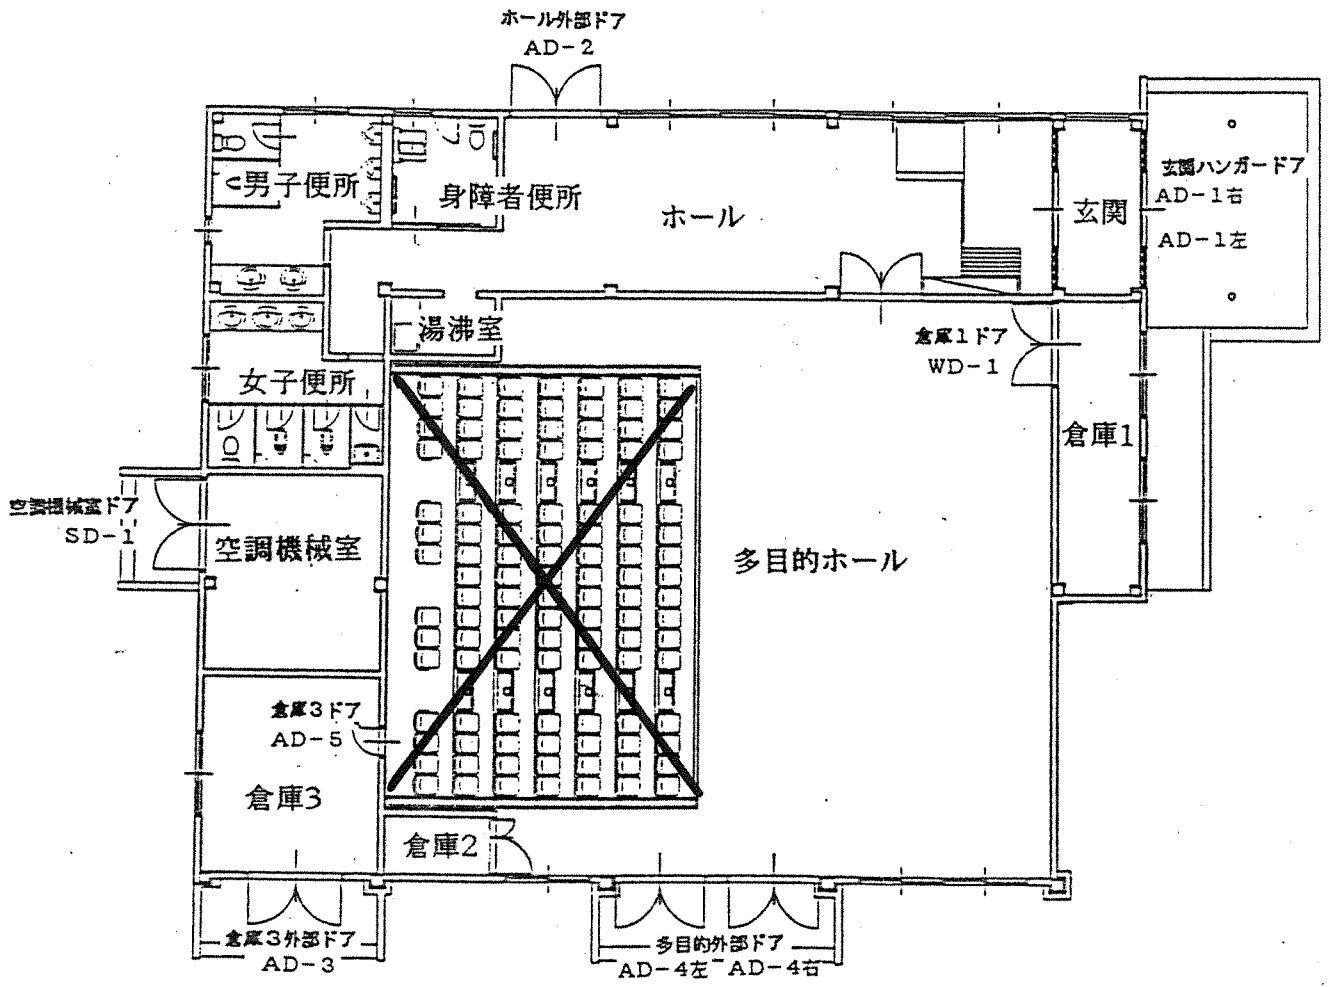 ホール外部ドア
AD-2
玄関ハンガードア
AD-1右
AD-1左
男子便所
身障者便所
ホール
玄関
湯沸室
倉庫1ドア
WD-1
女子便所
倉庫1
空調機械室ドア
SD-1
空調機械室
多目的ホール
倉庫3ドア
AD-5
倉庫3
倉庫2
倉庫3外部ドア
AD-3
多目的外部ドア
AD-4左 AD-4右